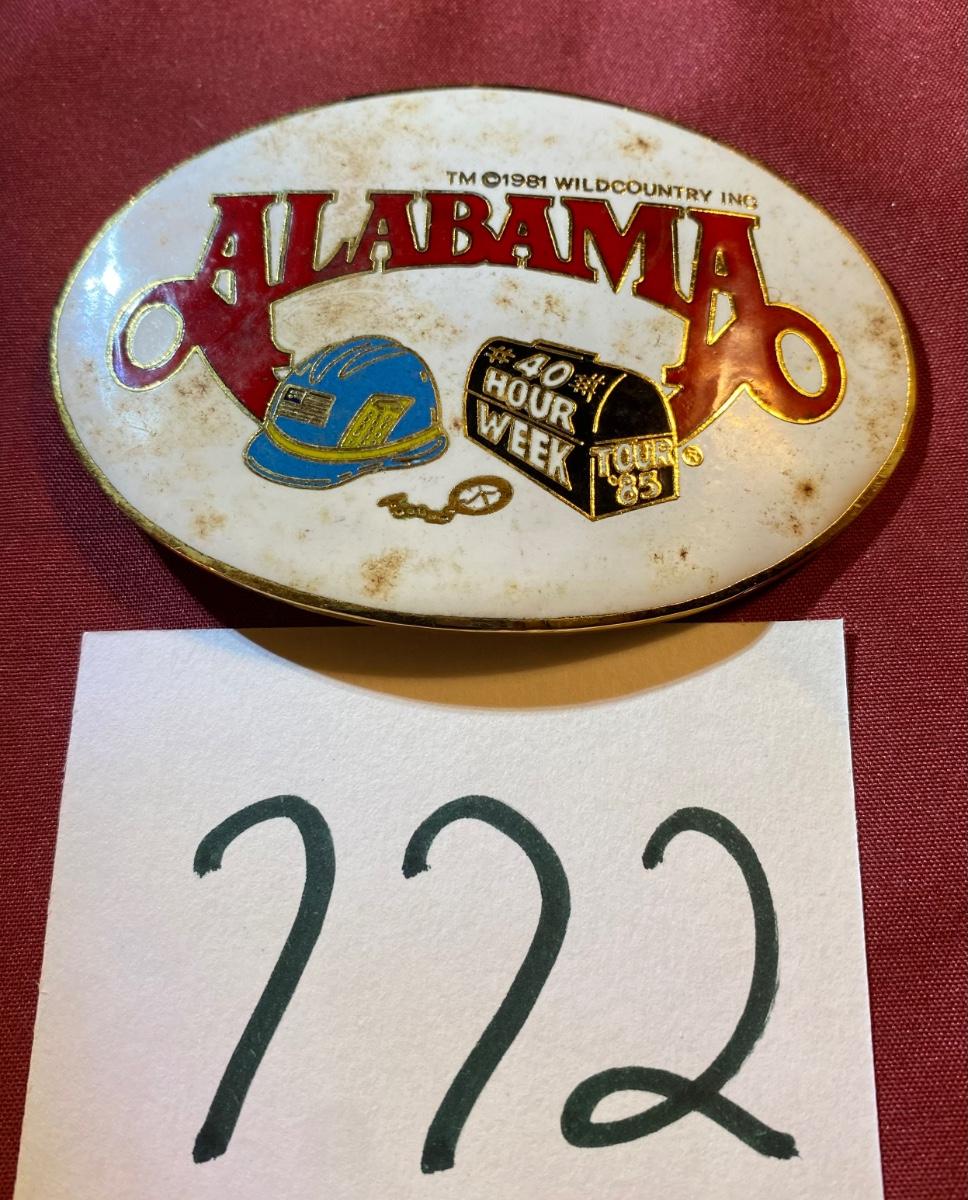 TM ©1981 WILDCOUNTRY INC
ALABAMA
40
HOUR
WEEK
TOUR ®
'85
772